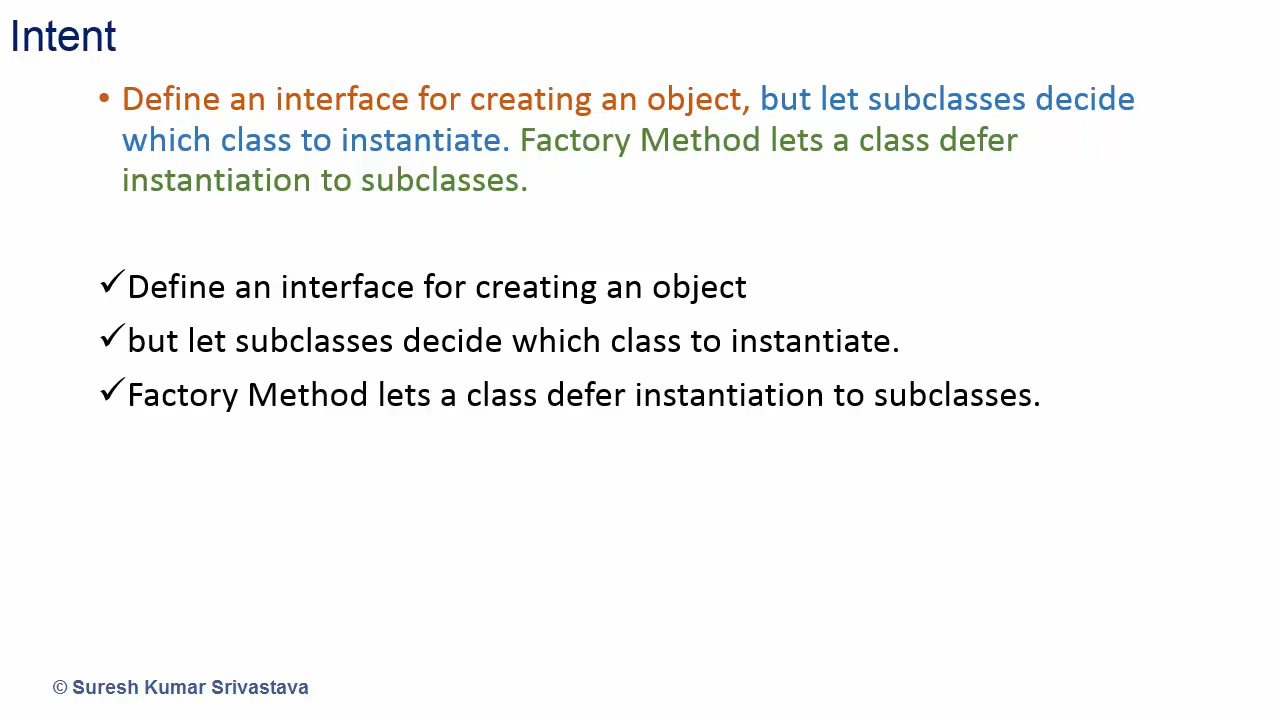 Intent
• Define an interface for creating an object, but let subclasses decide
which class to instantiate. Factory Method lets a class defer
instantiation to subclasses.
✓Define an interface for creating an object
✓but let subclasses decide which class to instantiate.
✓Factory Method lets a class defer instantiation to subclasses.
© Suresh Kumar Srivastava